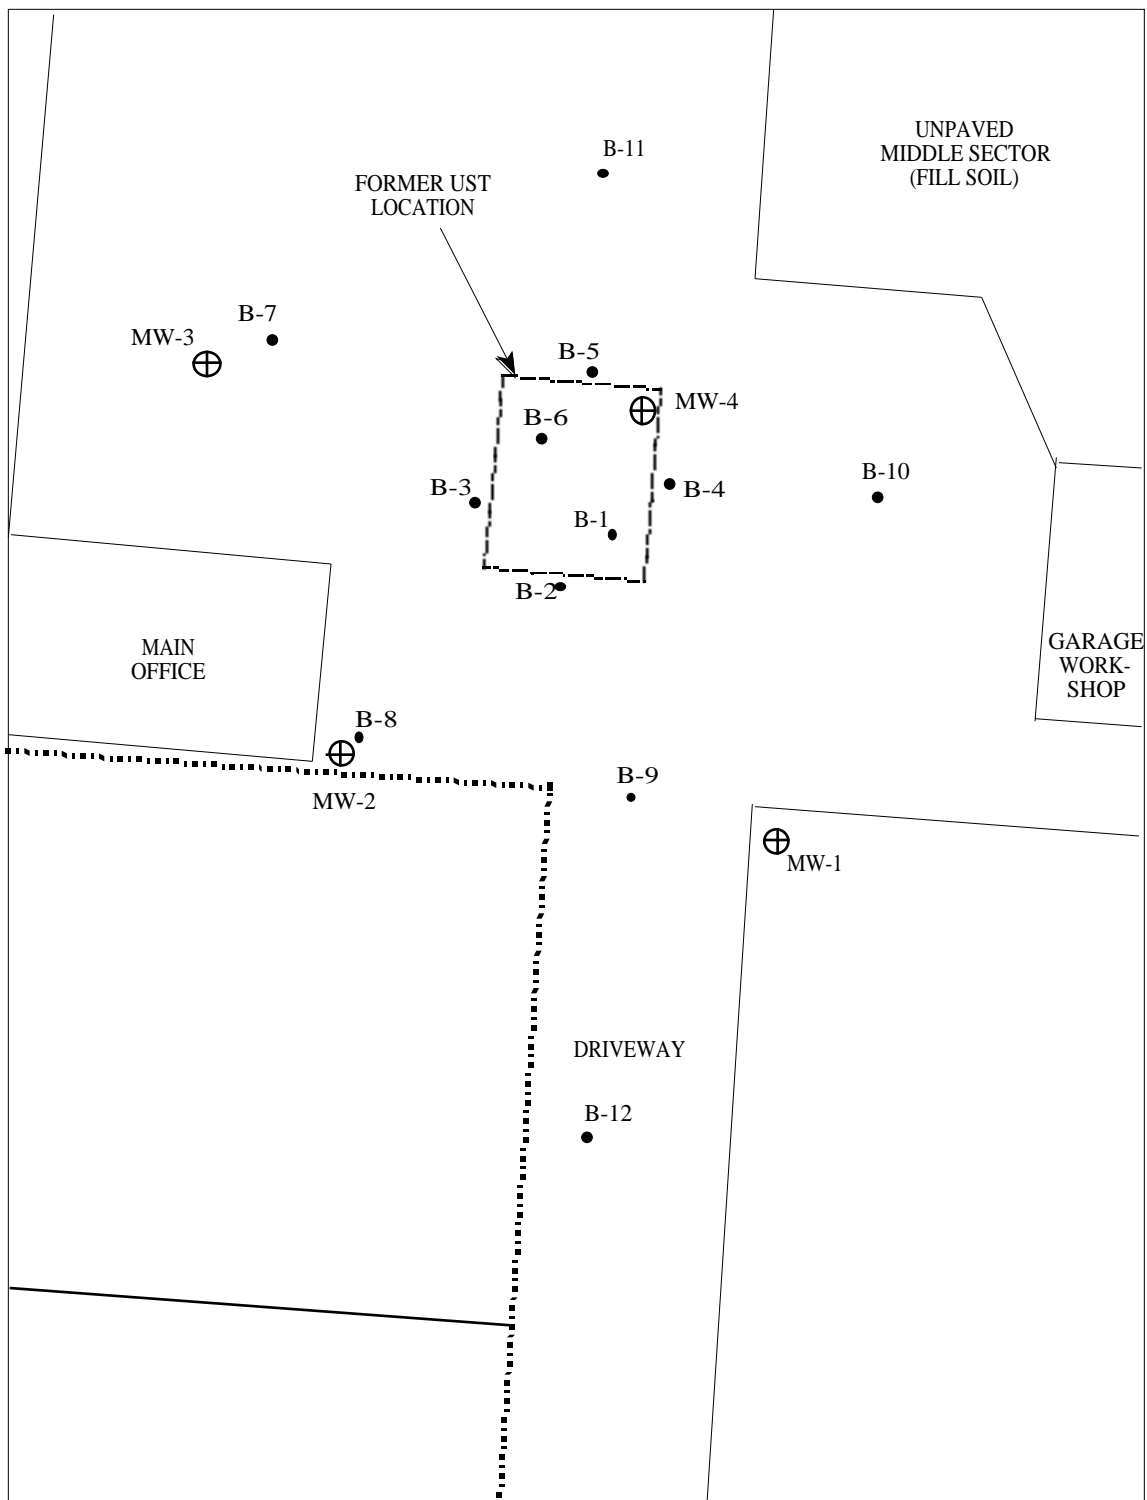 UNPAVED
MIDDLE SECTOR
(FILL SOIL)
B-11
FORMER UST
LOCATION
B-7
MW-3
B-5
MW-4
B-6
B-10
B-3
B-4
B-1
B-2
MAIN
OFFICE
GARAGE
WORK-
SHOP
B-8
B-9
MW-2
MW-1
DRIVEWAY
B-12